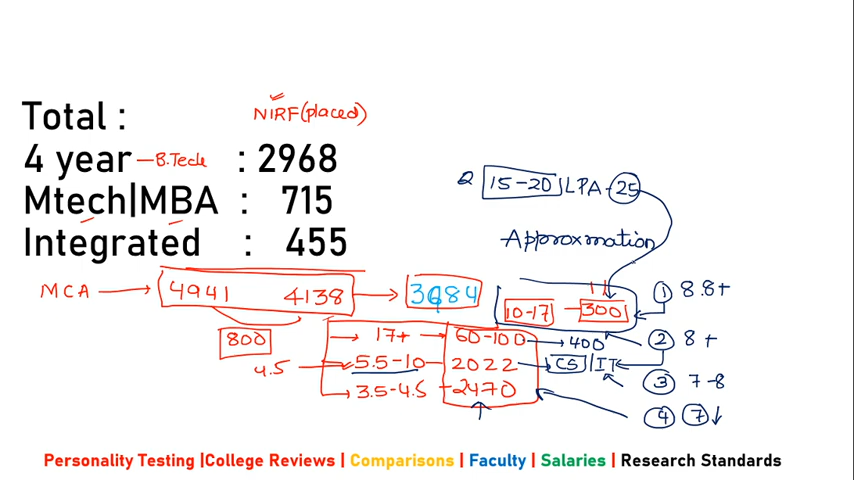 Total :
NIRF(placed)
4 year — B.Tech : 2968
Mtech|MBA : 715
Integrated : 455
2 15-20 LPA - 25
Approxmation
MCA 4941 4138 3684
10-17 - 300
1 8.8+
800
17+ 60-100 400
2 8+
4.5 5.5-10 - 2022 CS | IT
3 7-8
3.5-4.5 - 2470
4 7
Personality Testing |College Reviews | Comparisons | Faculty | Salaries | Research Standards